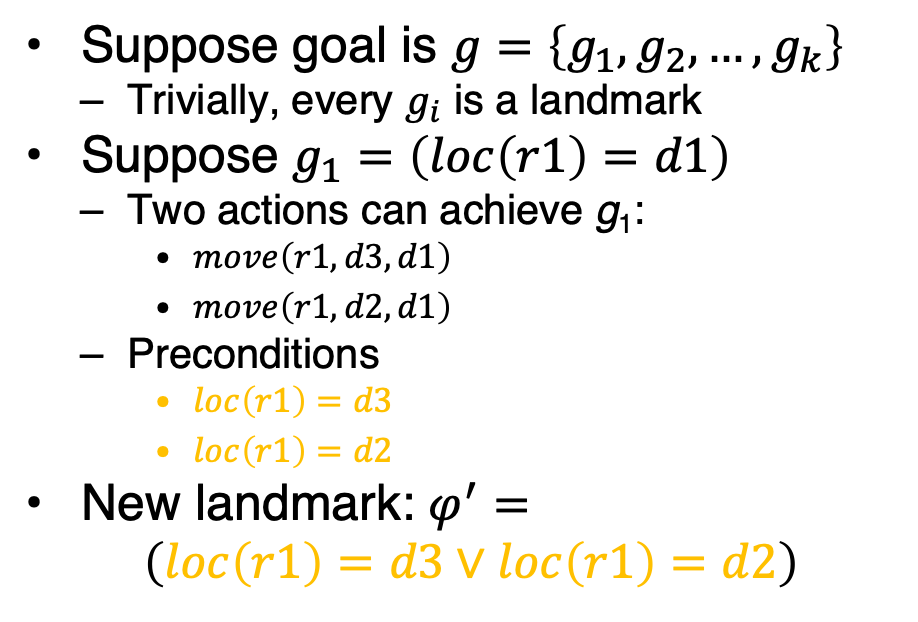 • Suppose goal is g = {g₁, g₂, … , gₖ}
– Trivially, every gᵢ is a landmark
• Suppose g₁ = (loc(r1) = d1)
– Two actions can achieve g₁:
• move(r1, d3, d1)
• move(r1, d2, d1)
– Preconditions
• loc(r1) = d3
• loc(r1) = d2
• New landmark: φ′ =
(loc(r1) = d3 ∨ loc(r1) = d2)